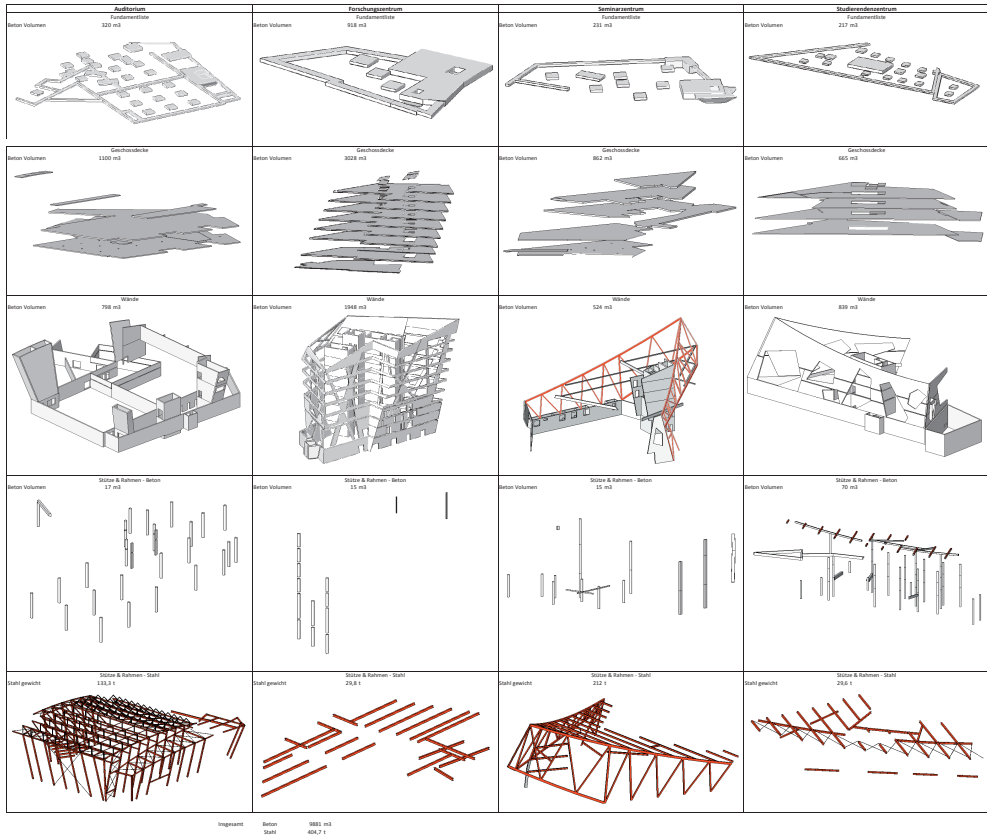 Auditorium Forschungszentrum Seminarzentrum Studierendenzentrum
Fundamentliste Fundamentliste Fundamentliste Fundamentliste
Beton Volumen 320 m3 Beton Volumen 918 m3 Beton Volumen 231 m3 Beton Volumen 217 m3
Geschossdecke Geschossdecke Geschossdecke Geschossdecke
Beton Volumen 1100 m3 Beton Volumen 3028 m3 Beton Volumen 862 m3 Beton Volumen 665 m3
Wände Wände Wände Wände
Beton Volumen 798 m3 Beton Volumen 1948 m3 Beton Volumen 524 m3 Beton Volumen 839 m3
Stütze & Rahmen - Beton Stütze & Rahmen - Beton Stütze & Rahmen - Beton Stütze & Rahmen - Beton
Beton Volumen 17 m3 Beton Volumen 15 m3 Beton Volumen 15 m3 Beton Volumen 70 m3
Stütze & Rahmen - Stahl Stütze & Rahmen - Stahl Stütze & Rahmen - Stahl Stütze & Rahmen - Stahl
Stahl gewicht 133,3 t Stahl gewicht 29,8 t Stahl gewicht 212 t Stahl gewicht 29,6 t
Insgesamt Beton 9881 m3
Stahl 404,7 t